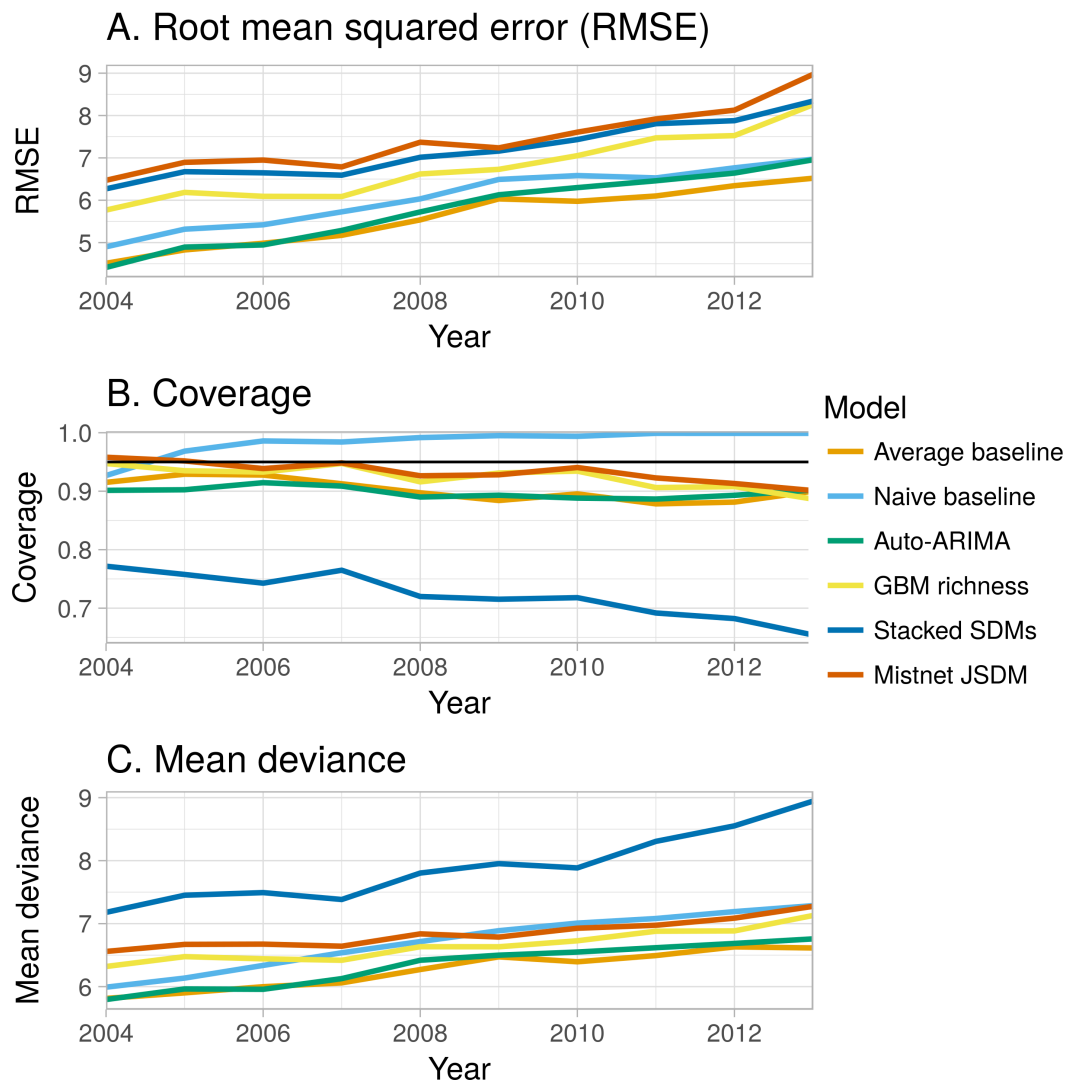 A. Root mean squared error (RMSE)
9
8
7
6
5
RMSE
2004 2006 2008 2010 2012
Year
B. Coverage
1.0
0.9
0.8
0.7
Coverage
2004 2006 2008 2010 2012
Year
Model
Average baseline
Naive baseline
Auto-ARIMA
GBM richness
Stacked SDMs
Mistnet JSDM
C. Mean deviance
9
8
7
6
Mean deviance
2004 2006 2008 2010 2012
Year